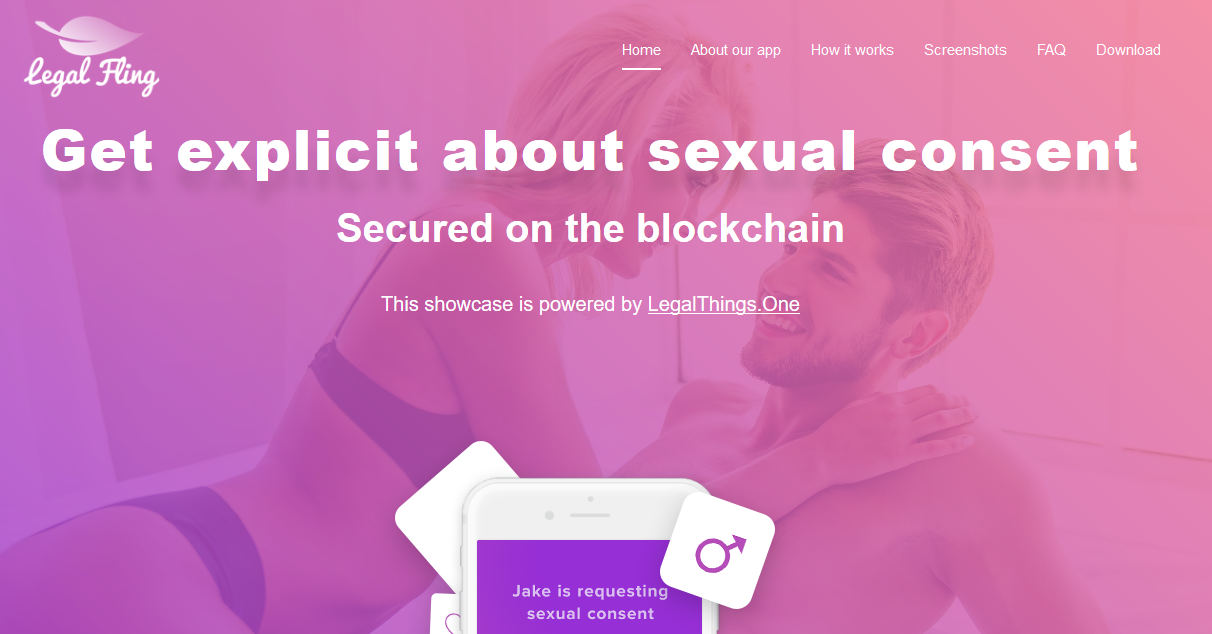 Legal Fling
Home About our app How it works Screenshots FAQ Download
Get explicit about sexual consent
Secured on the blockchain
This showcase is powered by LegalThings.One
Jake is requesting
sexual consent